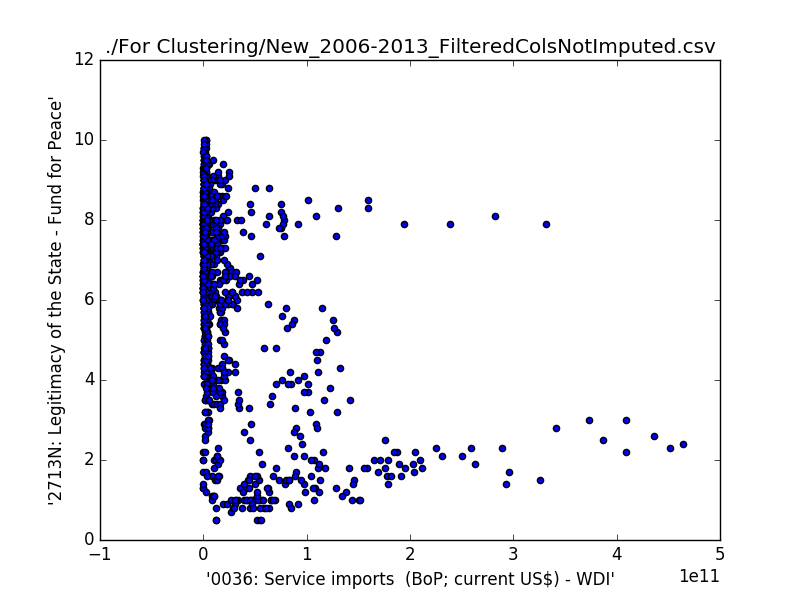 ./For Clustering/New_2006-2013_FilteredColsNotImputed.csv
12
10
8
6
4
2
0
'2713N: Legitimacy of the State - Fund for Peace'
−1 0 1 2 3 4 5
1e11
'0036: Service imports  (BoP; current US$) - WDI'